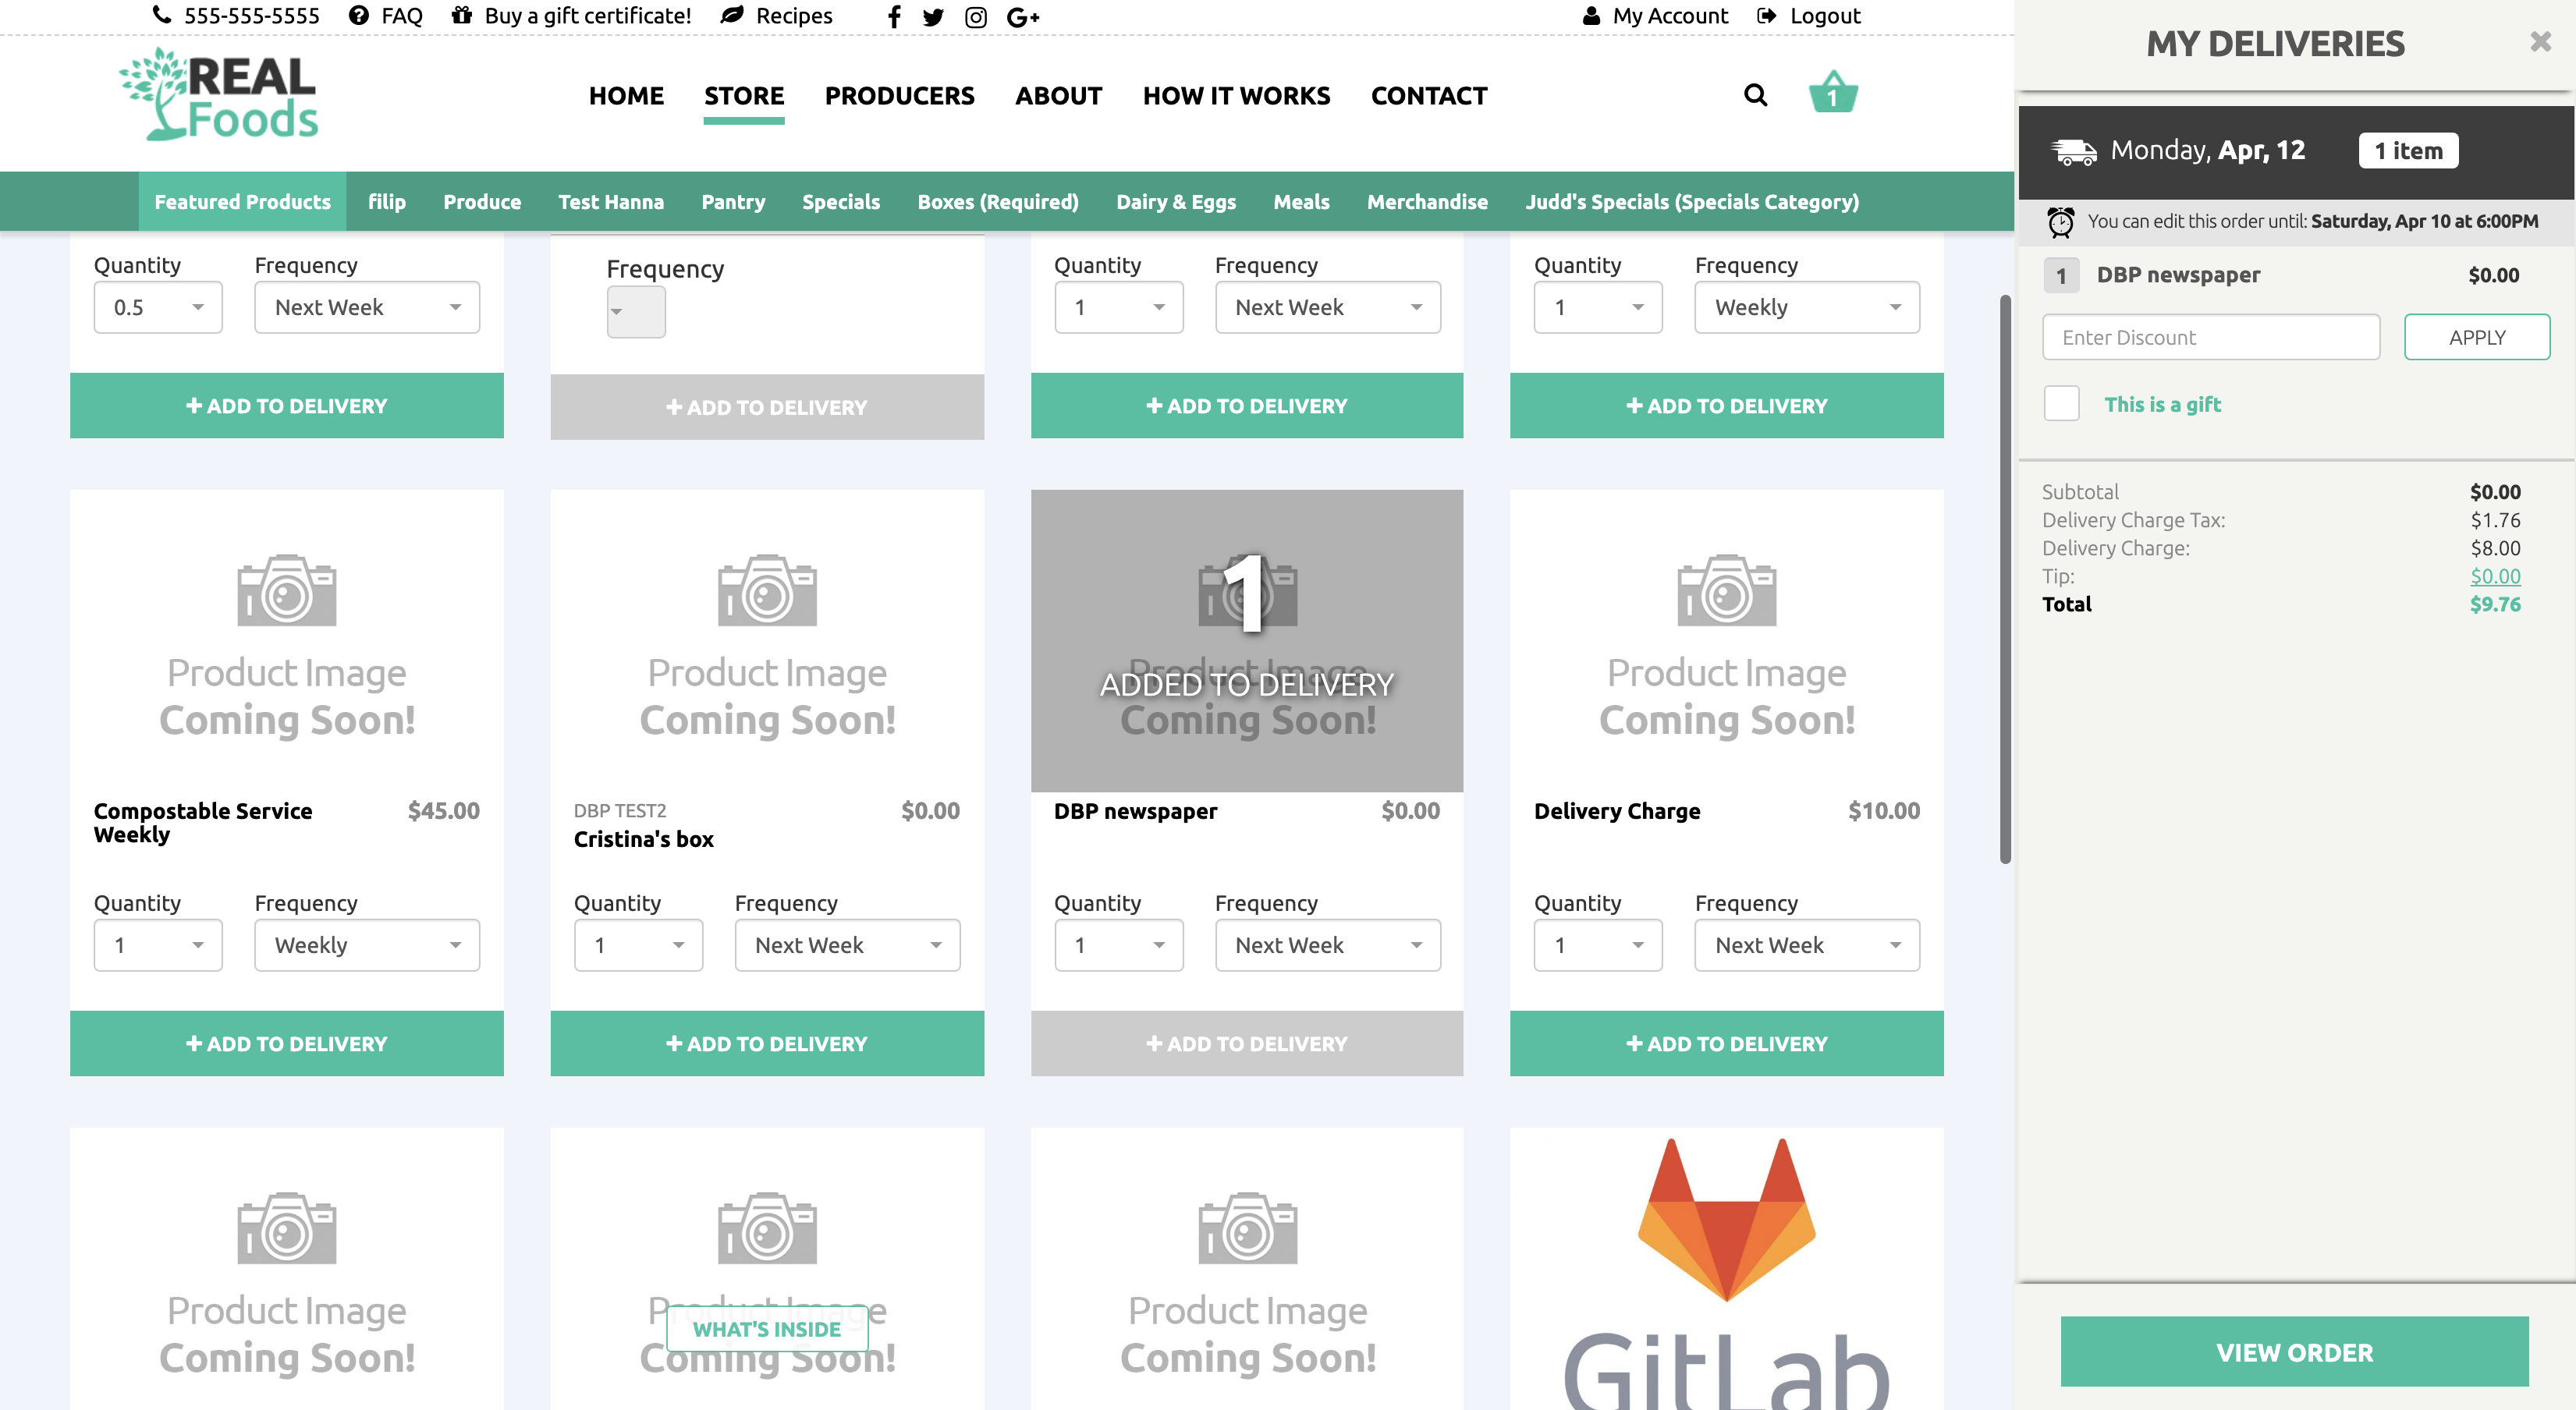 555-555-5555 FAQ Buy a gift certificate! Recipes G+ My Account Logout
REAL
Foods
HOME STORE PRODUCERS ABOUT HOW IT WORKS CONTACT 1
Featured Products filip Produce Test Hanna Pantry Specials Boxes (Required) Dairy & Eggs Meals Merchandise Judd's Specials (Specials Category)
Quantity Frequency
0.5 Next Week
+ ADD TO DELIVERY
Frequency
+ ADD TO DELIVERY
Quantity Frequency
1 Next Week
+ ADD TO DELIVERY
Quantity Frequency
1 Weekly
+ ADD TO DELIVERY
Product Image
Coming Soon!
Compostable Service Weekly $45.00
Quantity Frequency
1 Weekly
+ ADD TO DELIVERY
Product Image
Coming Soon!
DBP TEST2 $0.00
Cristina's box
Quantity Frequency
1 Next Week
+ ADD TO DELIVERY
1
Product Image
ADDED TO DELIVERY
Coming Soon!
DBP newspaper $0.00
Quantity Frequency
1 Next Week
+ ADD TO DELIVERY
Product Image
Coming Soon!
Delivery Charge $10.00
Quantity Frequency
1 Next Week
+ ADD TO DELIVERY
Product Image
Coming Soon!
Product Image
WHAT'S INSIDE
Coming Soon!
Product Image
Coming Soon!
GitLab
MY DELIVERIES
Monday, Apr, 12 1 item
You can edit this order until: Saturday, Apr 10 at 6:00PM
1 DBP newspaper $0.00
Enter Discount APPLY
This is a gift
Subtotal $0.00
Delivery Charge Tax: $1.76
Delivery Charge: $8.00
Tip: $0.00
Total $9.76
VIEW ORDER